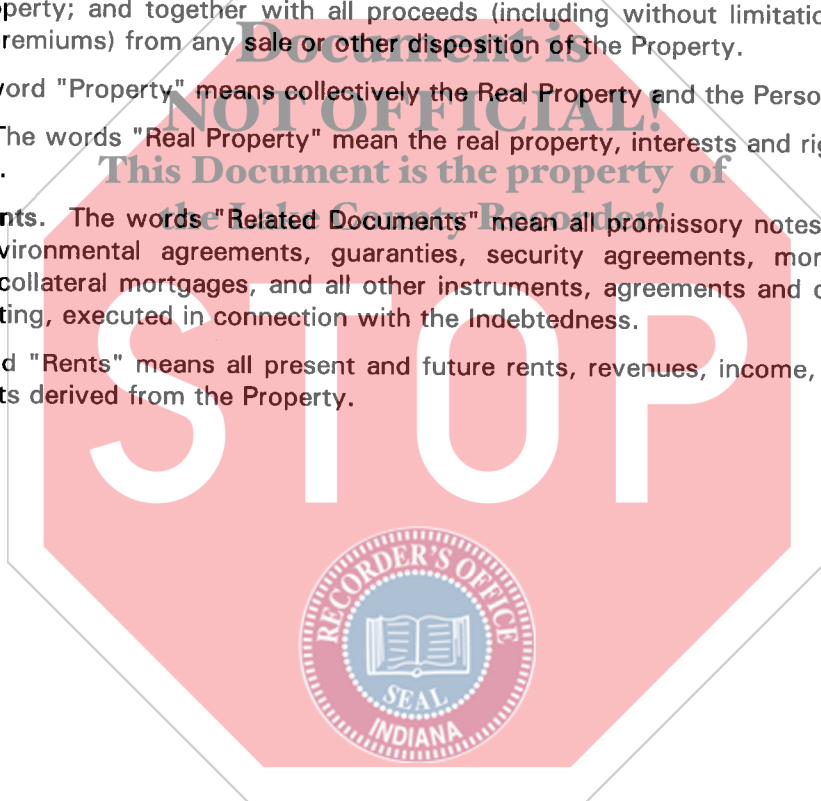 perty; and together with all proceeds (including without limitatio
remiums) from any sale or other disposition of the Property.
Document is
ord "Property" means collectively the Real Property and the Perso
NOT OFFICIAL!
The words "Real Property" mean the real property, interests and rig
.
This Document is the property of
the Lake County Recorder!
nts. The words "Related Documents" mean all promissory notes
vironmental agreements, guaranties, security agreements, mor
collateral mortgages, and all other instruments, agreements and d
ting, executed in connection with the Indebtedness.
d "Rents" means all present and future rents, revenues, income,
ts derived from the Property.
STOP
RECORDER'S OFFICE
SEAL
INDIANA